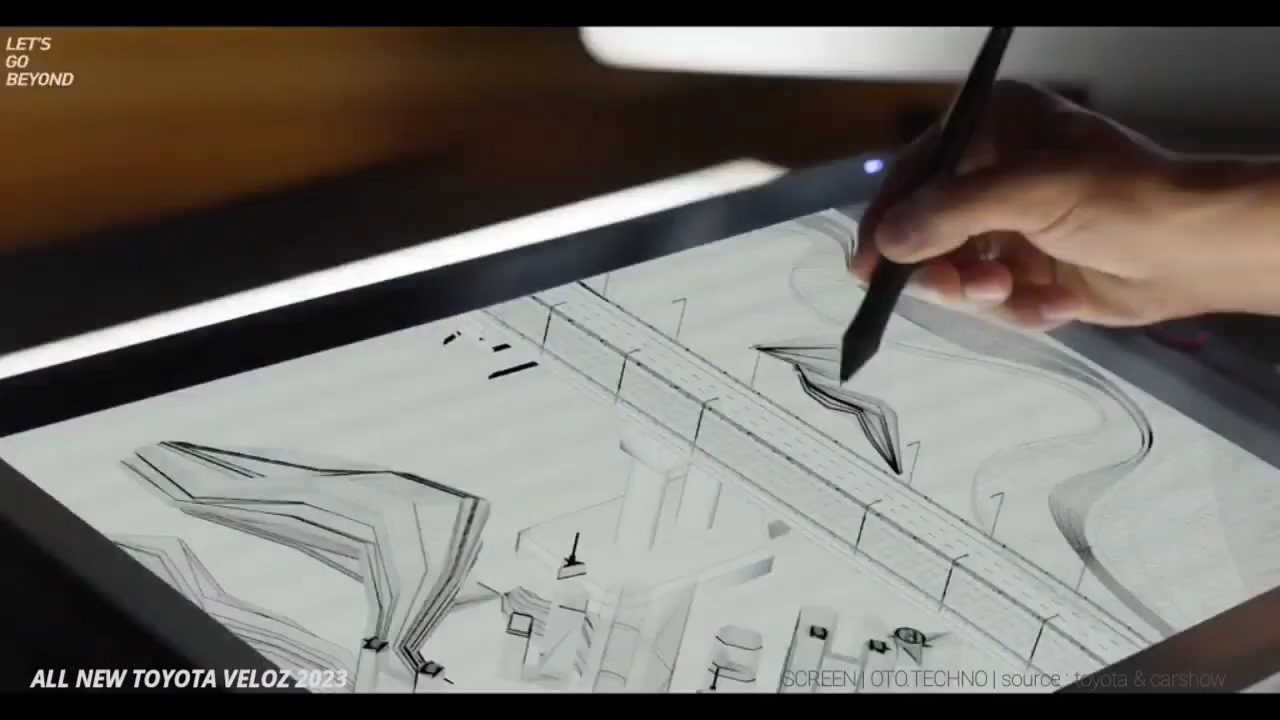 LET'S
GO
BEYOND
ALL NEW TOYOTA VELOZ 2023
SCREEN | OTO.TECHNO | source : toyota & carshow